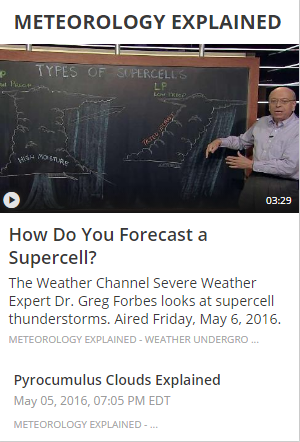 METEOROLOGY EXPLAINED
TYPES OF SUPERCELLS
LP
HIGH MOISTURE
03:29
How Do You Forecast a
Supercell?
The Weather Channel Severe Weather
Expert Dr. Greg Forbes looks at supercell
thunderstorms. Aired Friday, May 6, 2016.
METEOROLOGY EXPLAINED - WEATHER UNDERGRO ...
Pyrocumulus Clouds Explained
May 05, 2016, 07:05 PM EDT
METEOROLOGY EXPLAINED - ...